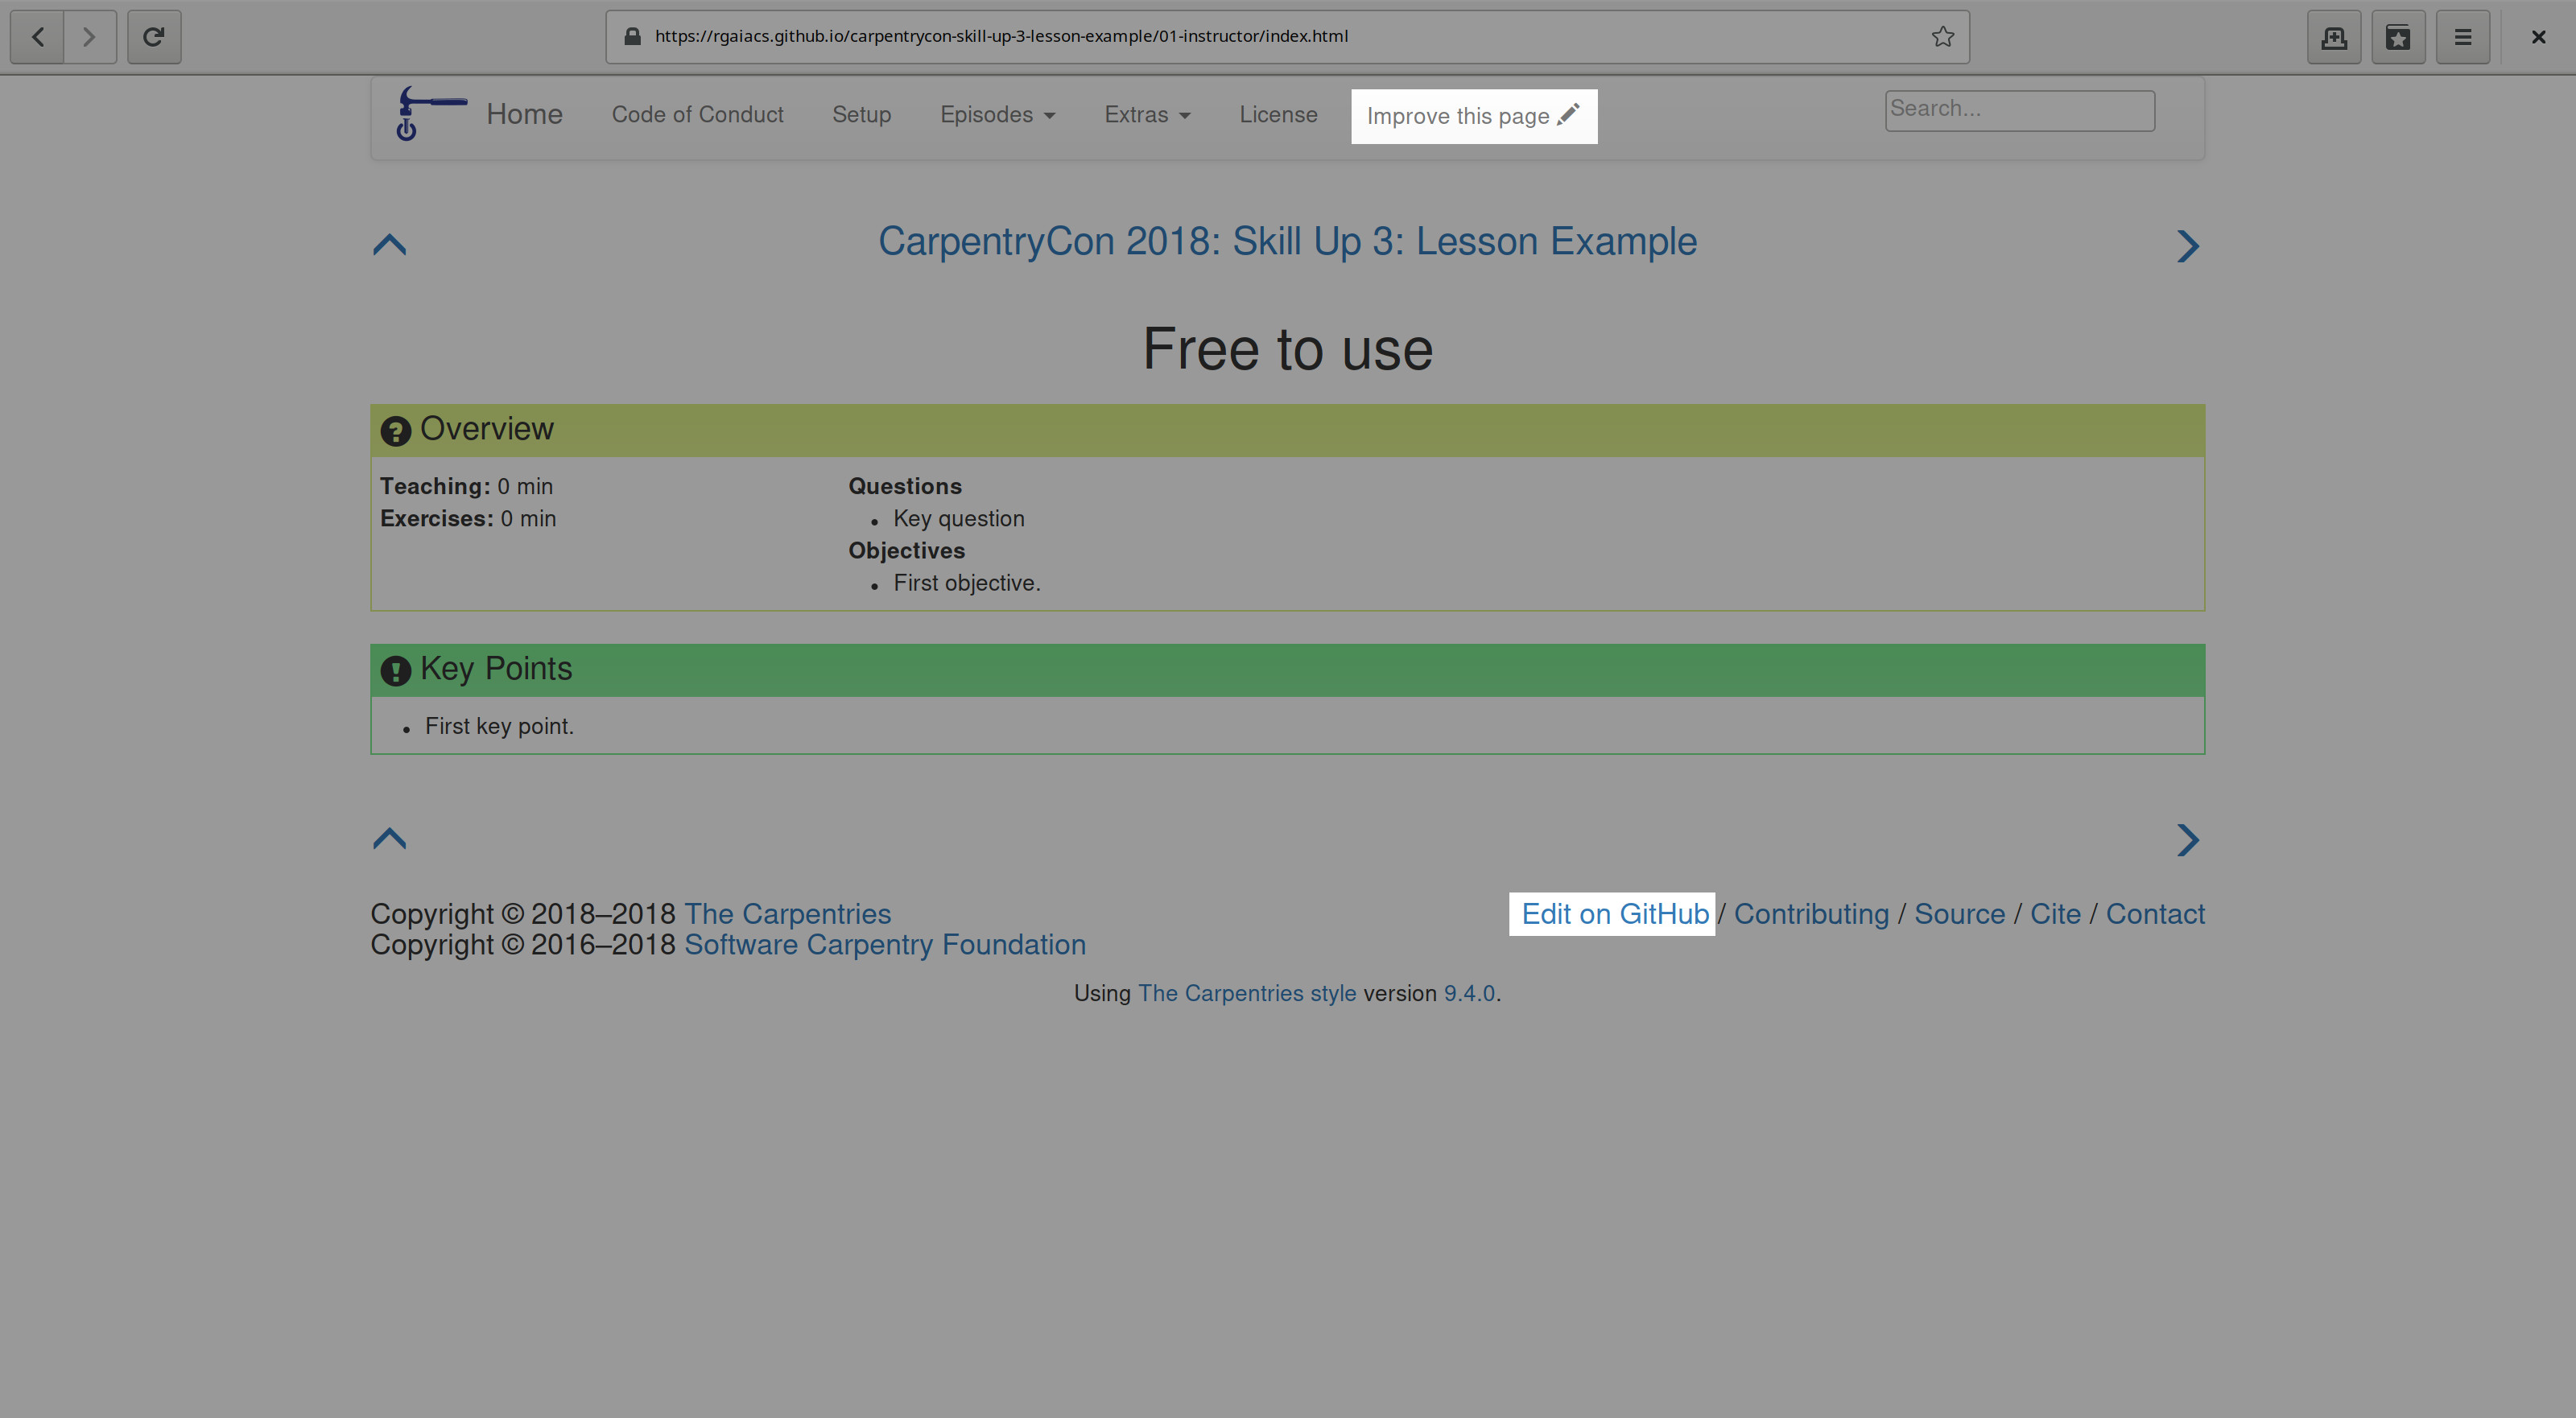 https://rgaiacs.github.io/carpentrycon-skill-up-3-lesson-example/01-instructor/index.html
Home Code of Conduct Setup Episodes Extras License Improve this page Search...
CarpentryCon 2018: Skill Up 3: Lesson Example
Free to use
Overview
Teaching: 0 min
Exercises: 0 min
Questions
• Key question
Objectives
• First objective.
Key Points
• First key point.
Copyright © 2018–2018 The Carpentries
Copyright © 2016–2018 Software Carpentry Foundation
Edit on GitHub / Contributing / Source / Cite / Contact
Using The Carpentries style version 9.4.0.